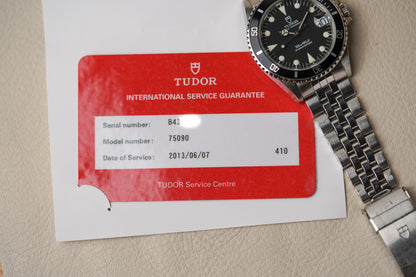 TUDOR
INTERNATIONAL SERVICE GUARANTEE
Serial number: B43
Model number: 75090
Date of Service: 2013/06/07 410
TUDOR Service Centre